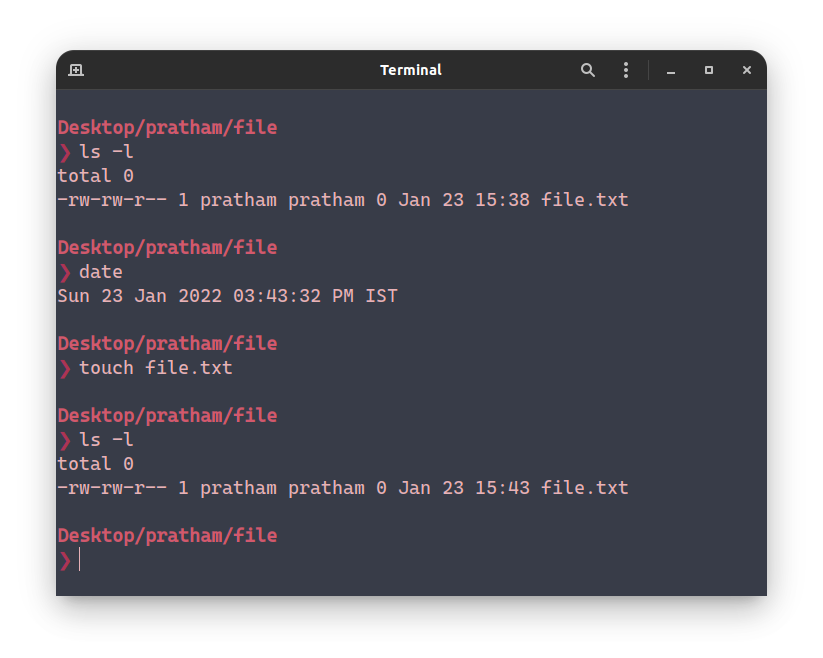 Terminal
Desktop/pratham/file
❯ ls -l
total 0
-rw-rw-r-- 1 pratham pratham 0 Jan 23 15:38 file.txt
Desktop/pratham/file
❯ date
Sun 23 Jan 2022 03:43:32 PM IST
Desktop/pratham/file
❯ touch file.txt
Desktop/pratham/file
❯ ls -l
total 0
-rw-rw-r-- 1 pratham pratham 0 Jan 23 15:43 file.txt
Desktop/pratham/file
❯